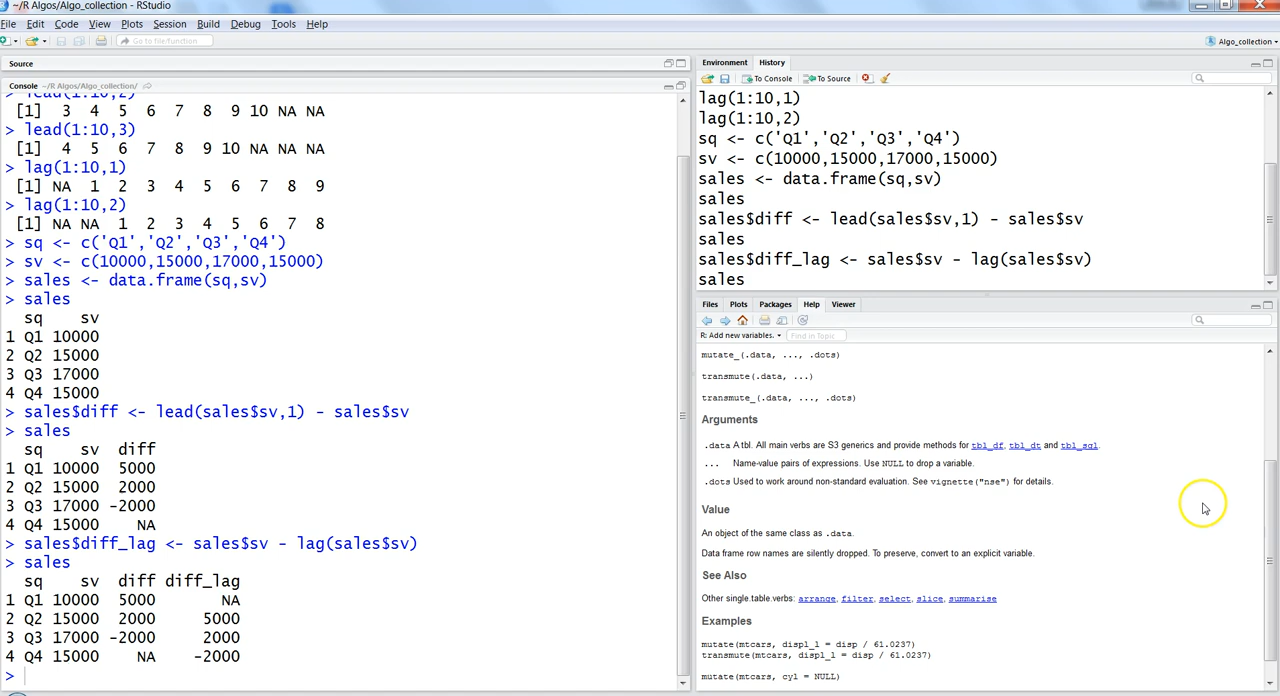 ~/R Algos/Algo_collection - RStudio
File Edit Code View Plots Session Build Debug Tools Help
Go to file/function
Algo_collection
Source
Console ~/R Algos/Algo_collection/
lead(1:10,2)
[1] 3 4 5 6 7 8 9 10 NA NA
> lead(1:10,3)
[1] 4 5 6 7 8 9 10 NA NA NA
> lag(1:10,1)
[1] NA 1 2 3 4 5 6 7 8 9
> lag(1:10,2)
[1] NA NA 1 2 3 4 5 6 7 8
> sq <- c('Q1','Q2','Q3','Q4')
> sv <- c(10000,15000,17000,15000)
> sales <- data.frame(sq,sv)
> sales
sq sv
1 Q1 10000
2 Q2 15000
3 Q3 17000
4 Q4 15000
> sales$diff <- lead(sales$sv,1) - sales$sv
> sales
sq sv diff
1 Q1 10000 5000
2 Q2 15000 2000
3 Q3 17000 -2000
4 Q4 15000 NA
> sales$diff_lag <- sales$sv - lag(sales$sv)
> sales
sq sv diff diff_lag
1 Q1 10000 5000 NA
2 Q2 15000 2000 5000
3 Q3 17000 -2000 2000
4 Q4 15000 NA -2000
>
Environment History
To Console To Source
lag(1:10,1)
lag(1:10,2)
sq <- c('Q1','Q2','Q3','Q4')
sv <- c(10000,15000,17000,15000)
sales <- data.frame(sq,sv)
sales
sales$diff <- lead(sales$sv,1) - sales$sv
sales
sales$diff_lag <- sales$sv - lag(sales$sv)
sales
Files Plots Packages Help Viewer
R: Add new variables. Find in Topic
mutate_(.data, ..., .dots)
transmute(.data, ...)
transmute_(.data, ..., .dots)
Arguments
.data A tbl. All main verbs are S3 generics and provide methods for tbl_df, tbl_dt and tbl_sql.
... Name-value pairs of expressions. Use NULL to drop a variable.
.dots Used to work around non-standard evaluation. See vignette("nse") for details.
Value
An object of the same class as .data.
Data frame row names are silently dropped. To preserve, convert to an explicit variable.
See Also
Other single.table.verbs: arrange, filter, select, slice, summarise
Examples
mutate(mtcars, displ_l = disp / 61.0237)
transmute(mtcars, displ_l = disp / 61.0237)
mutate(mtcars, cyl = NULL)